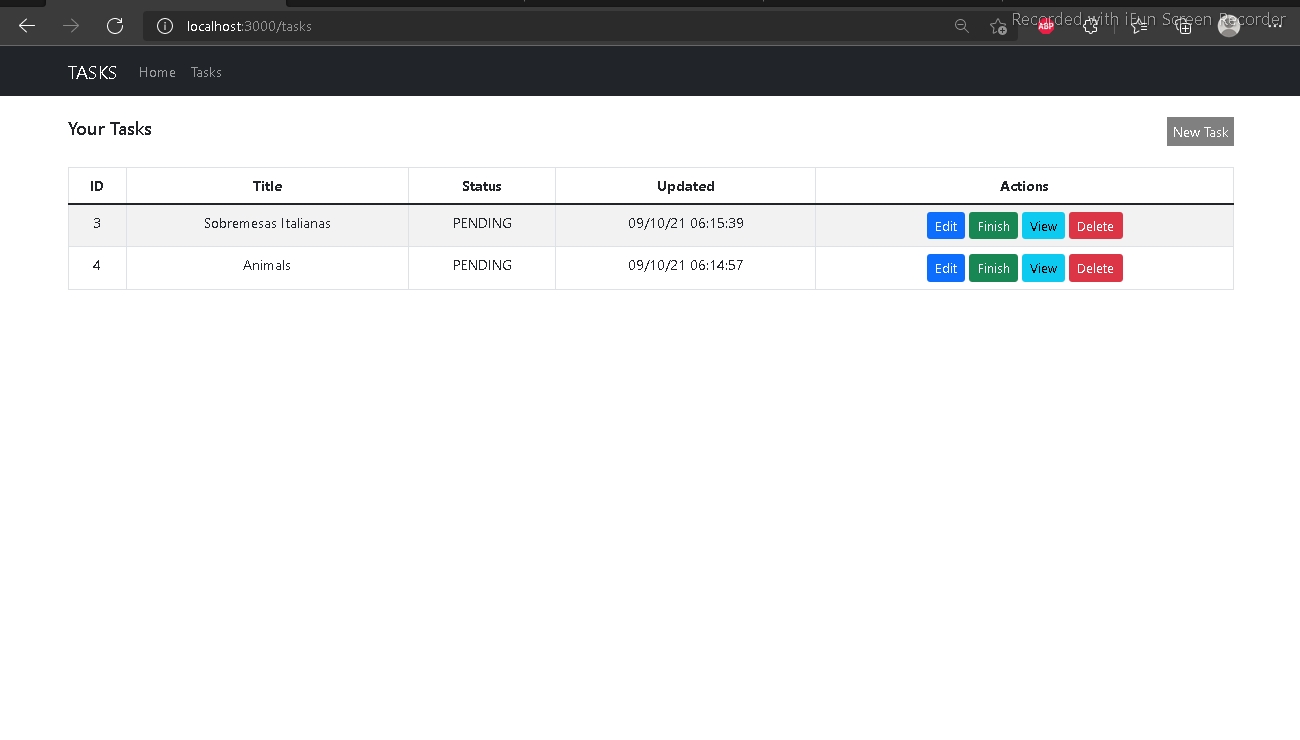 localhost:3000/tasks
Recorded with iFun Screen Recorder
ABP
TASKS Home Tasks
Your Tasks
New Task
ID Title Status Updated Actions
3 Sobremesas Italianas PENDING 09/10/21 06:15:39 Edit Finish View Delete
4 Animals PENDING 09/10/21 06:14:57 Edit Finish View Delete